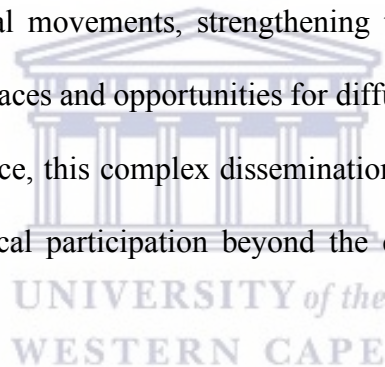 al movements, strengthening
aces and opportunities for
ce, this complex dissemination
cal participation beyond the
UNIVERSITY of the
WESTERN CAPE